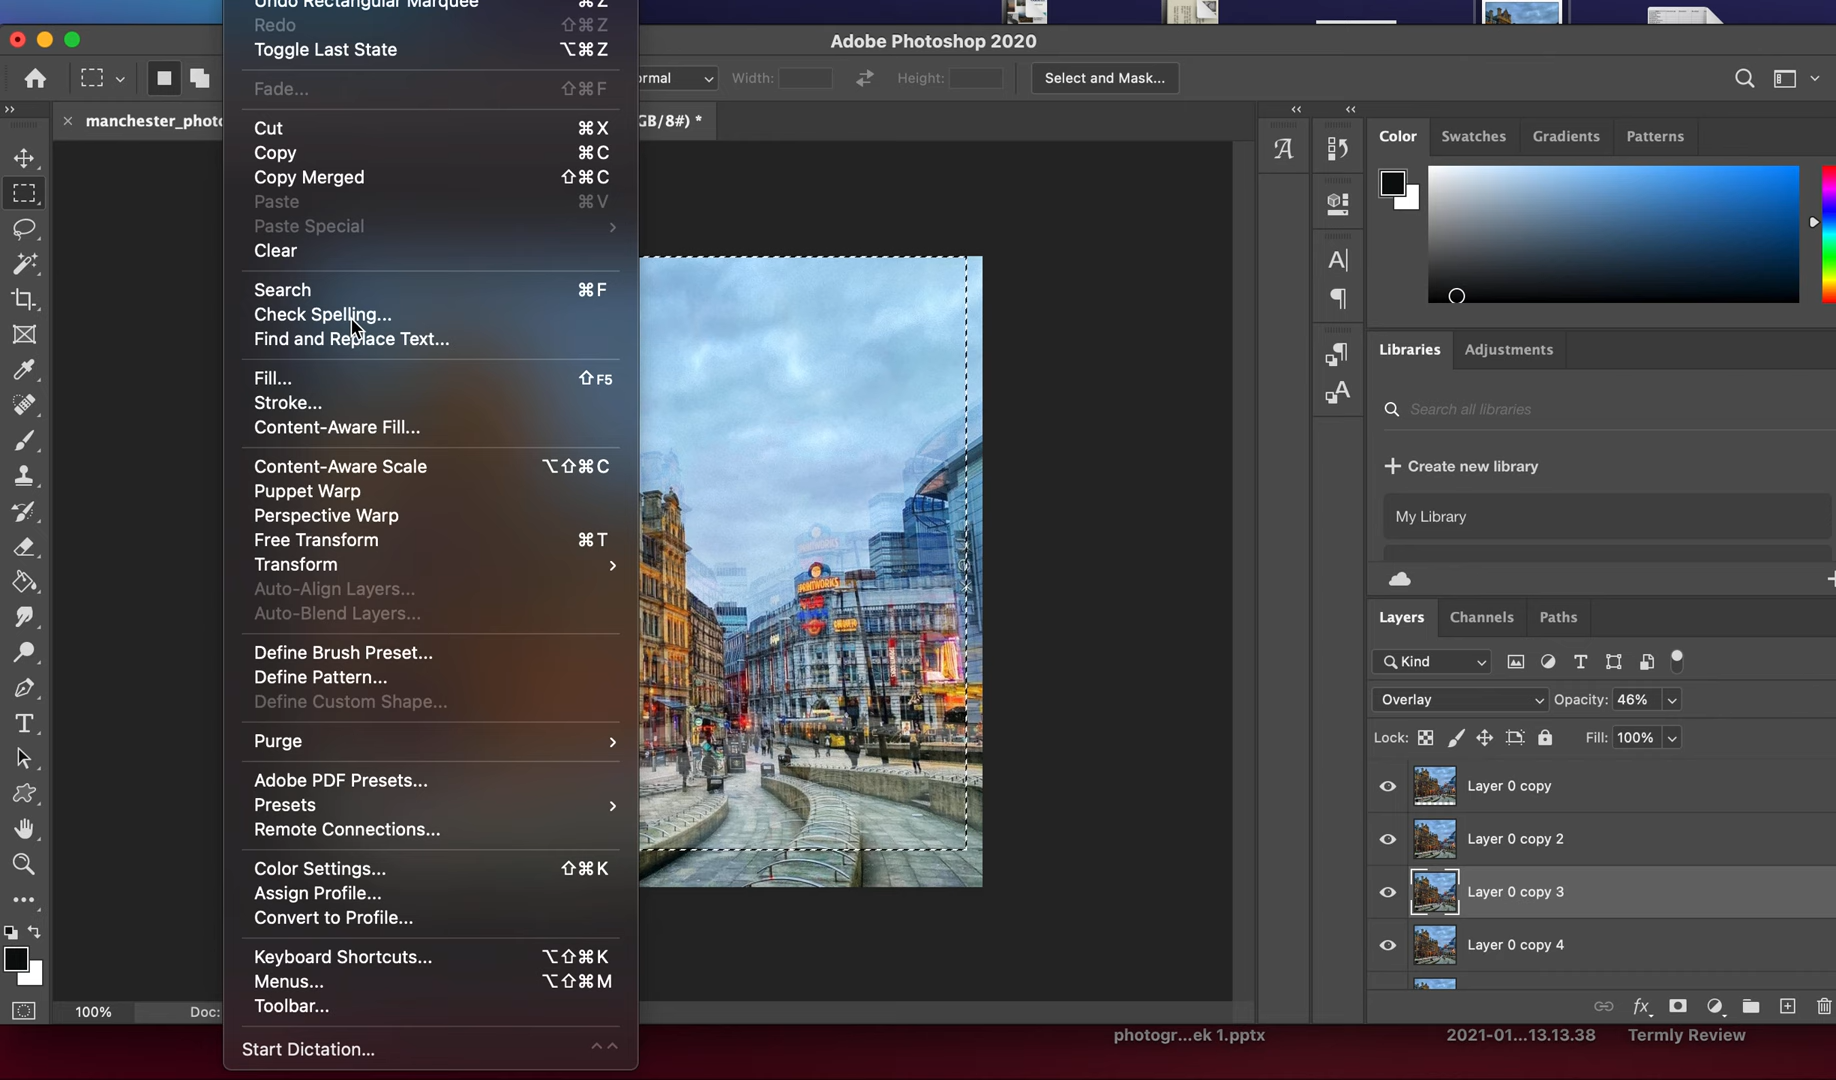 Undo Rectangular Marquee ⌘Z
Redo ⇧⌘Z
Toggle Last State ⌥⌘Z
Fade... ⇧⌘F
Cut ⌘X
Copy ⌘C
Copy Merged ⇧⌘C
Paste ⌘V
Paste Special
Clear
Search ⌘F
Check Spelling...
Find and Replace Text...
Fill... ⇧F5
Stroke...
Content-Aware Fill...
Content-Aware Scale ⌥⇧⌘C
Puppet Warp
Perspective Warp
Free Transform ⌘T
Transform
Auto-Align Layers...
Auto-Blend Layers...
Define Brush Preset...
Define Pattern...
Define Custom Shape...
Purge
Adobe PDF Presets...
Presets
Remote Connections...
Color Settings... ⇧⌘K
Assign Profile...
Convert to Profile...
Keyboard Shortcuts... ⌥⇧⌘K
Menus... ⌥⇧⌘M
Toolbar...
Start Dictation...
Adobe Photoshop 2020
rmal Width: Height: Select and Mask...
manchester_phot GB/8#) *
PRINTWORKS
100% Doc:
Color Swatches Gradients Patterns
Libraries Adjustments
Search all libraries
+ Create new library
My Library
Layers Channels Paths
Kind
Overlay Opacity: 46%
Lock: Fill: 100%
Layer 0 copy
Layer 0 copy 2
Layer 0 copy 3
Layer 0 copy 4
photogr...ek 1.pptx 2021-01...13.13.38 Termly Review